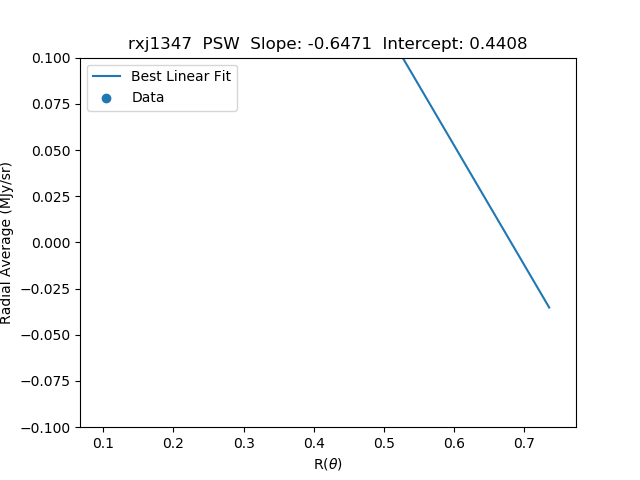 rxj1347 PSW Slope: -0.6471 Intercept: 0.4408
Best Linear Fit
Data
Radial Average (MJy/sr)
0.100
0.075
0.050
0.025
0.000
−0.025
−0.050
−0.075
−0.100
0.1 0.2 0.3 0.4 0.5 0.6 0.7
R(θ)